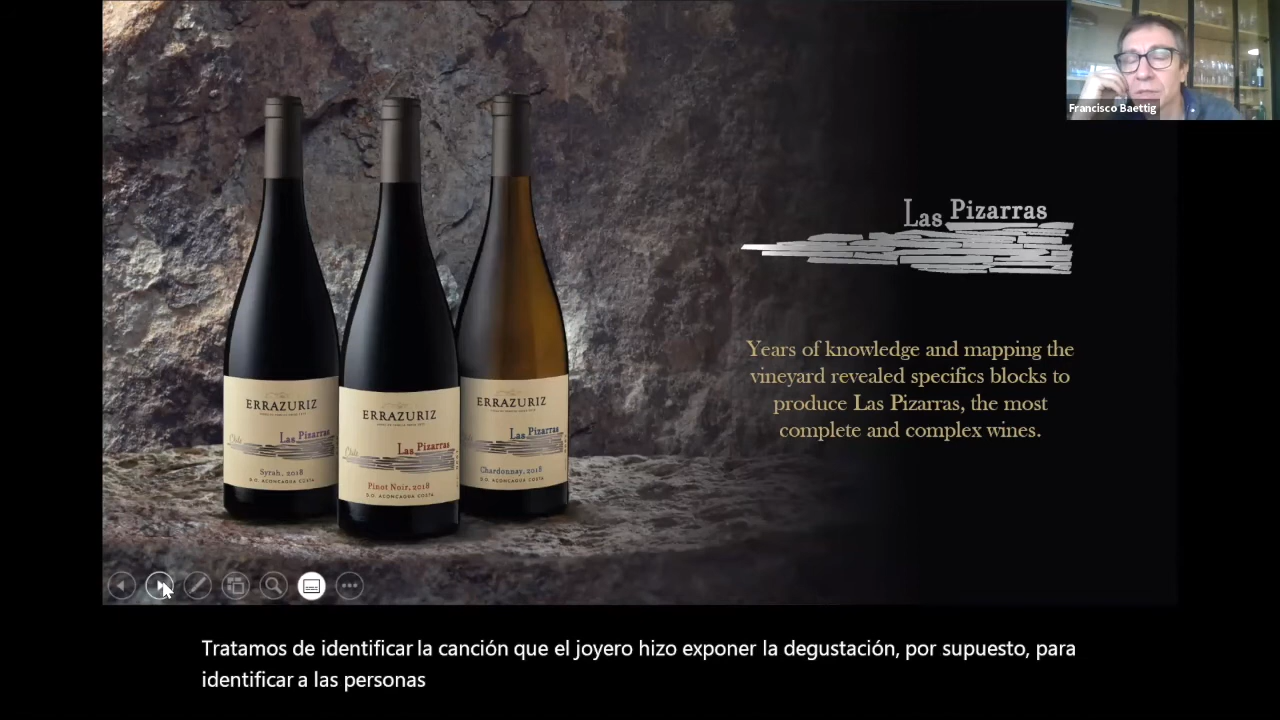 Francisco Baettig
Las Pizarras
Years of knowledge and mapping the
vineyard revealed specifics blocks to
produce Las Pizarras, the most
complete and complex wines.
ERRAZURIZ
Chile
Las Pizarras
Syrah, 2018
D.O. ACONCAGUA COSTA
ERRAZURIZ
Chile
Las Pizarras
Pinot Noir, 2018
D.O. ACONCAGUA COSTA
ERRAZURIZ
Las Pizarras
Chardonnay, 2018
D.O. ACONCAGUA COSTA
Tratamos de identificar la canción que el joyero hizo exponer la degustación, por supuesto, para
identificar a las personas